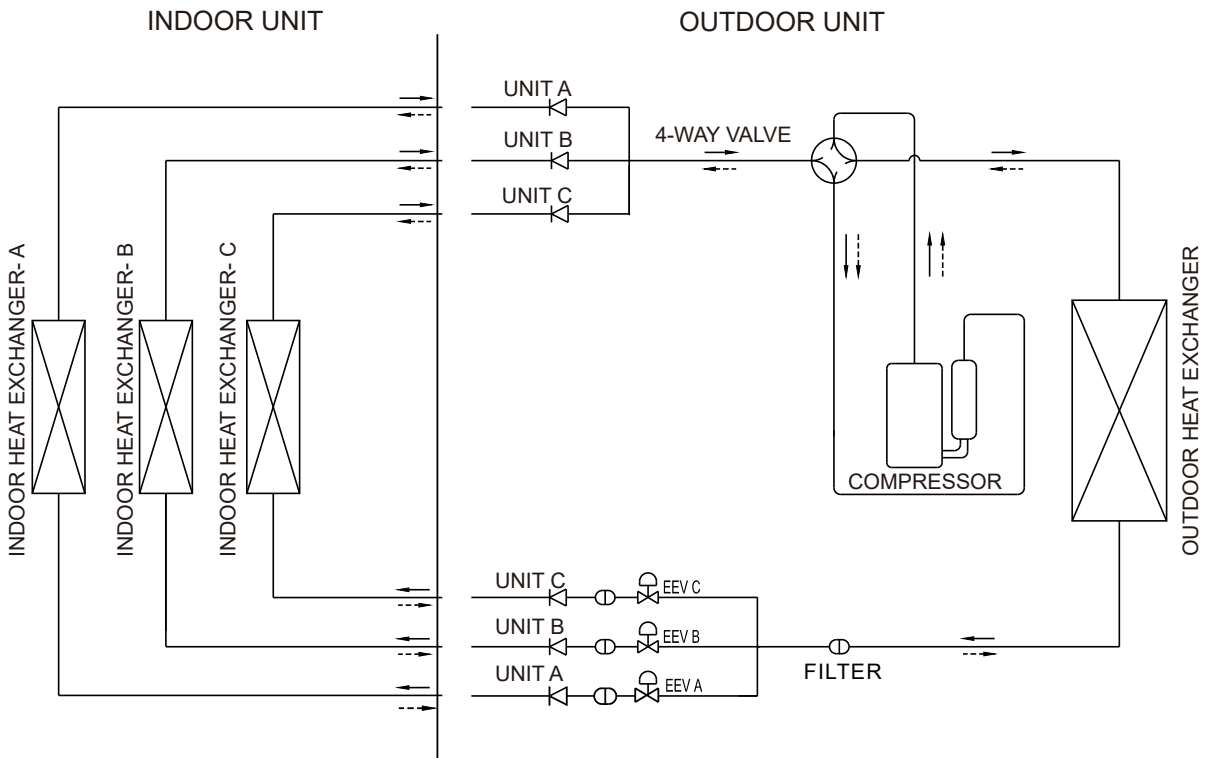 INDOOR UNIT
OUTDOOR UNIT
UNIT A
UNIT B
4-WAY VALVE
UNIT C
INDOOR HEAT EXCHANGER- A
INDOOR HEAT EXCHANGER- B
INDOOR HEAT EXCHANGER- C
OUTDOOR HEAT EXCHANGER
COMPRESSOR
UNIT C
EEV C
UNIT B
EEV B
FILTER
UNIT A
EEV A